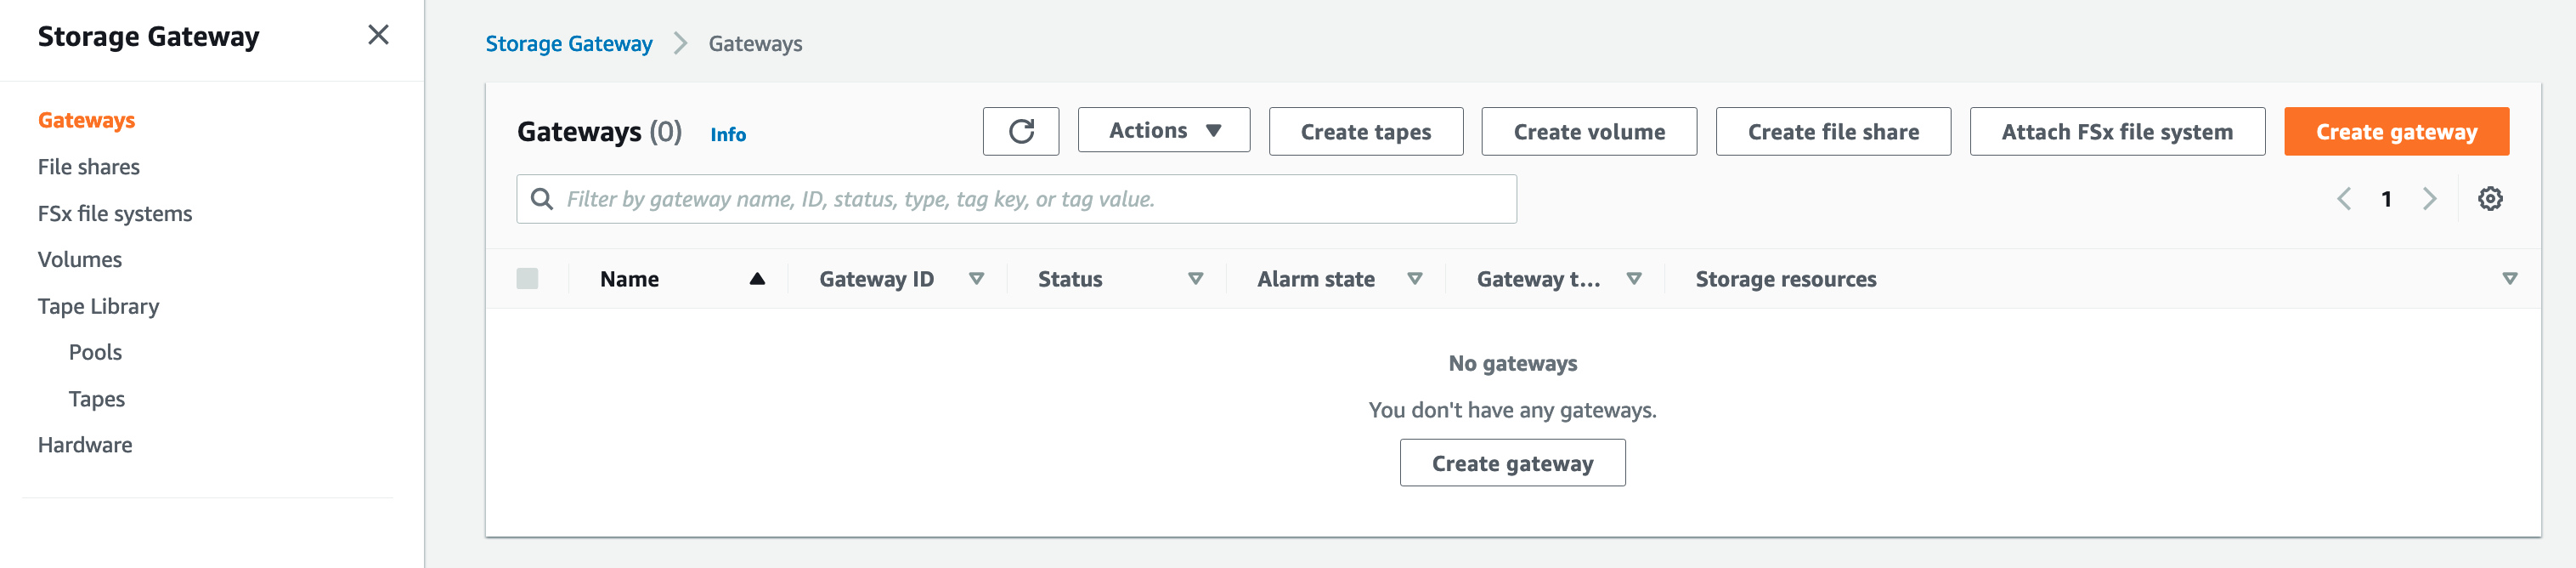 Storage Gateway
Gateways
File shares
FSx file systems
Volumes
Tape Library
Pools
Tapes
Hardware
Storage Gateway > Gateways
Gateways (0) Info Actions Create tapes Create volume Create file share Attach FSx file system Create gateway
Filter by gateway name, ID, status, type, tag key, or tag value. 1
Name Gateway ID Status Alarm state Gateway t... Storage resources
No gateways
You don't have any gateways.
Create gateway